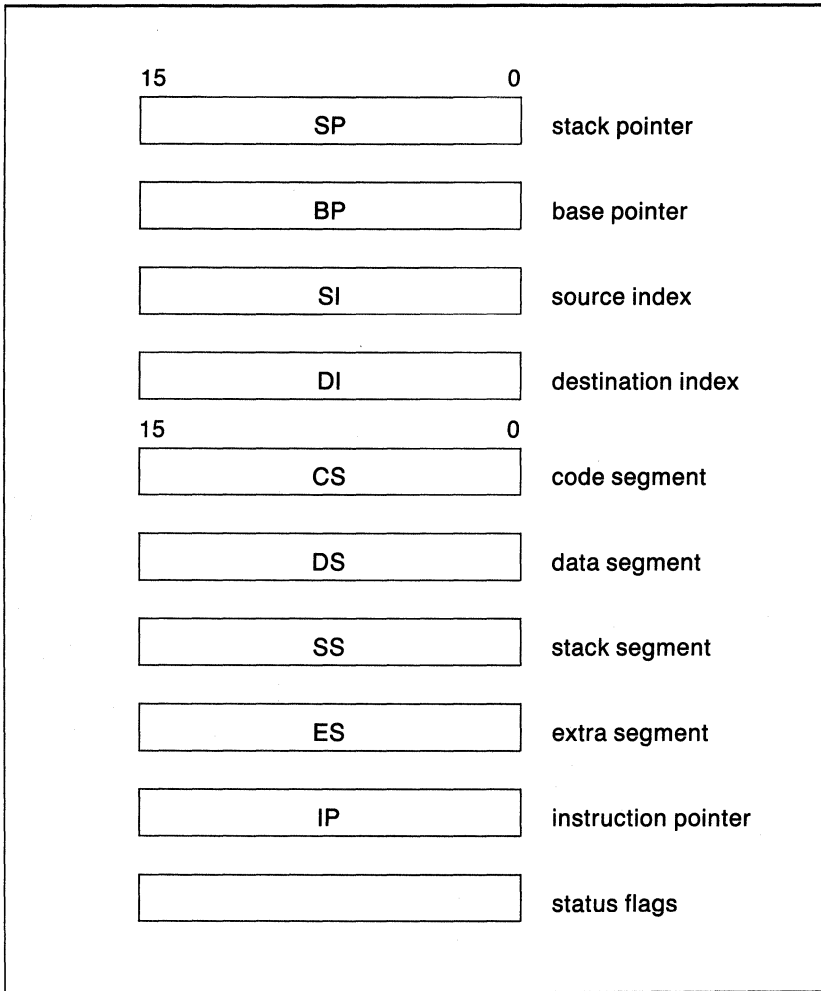 15 0
SP stack pointer
BP base pointer
SI source index
DI destination index
15 0
CS code segment
DS data segment
SS stack segment
ES extra segment
IP instruction pointer
status flags